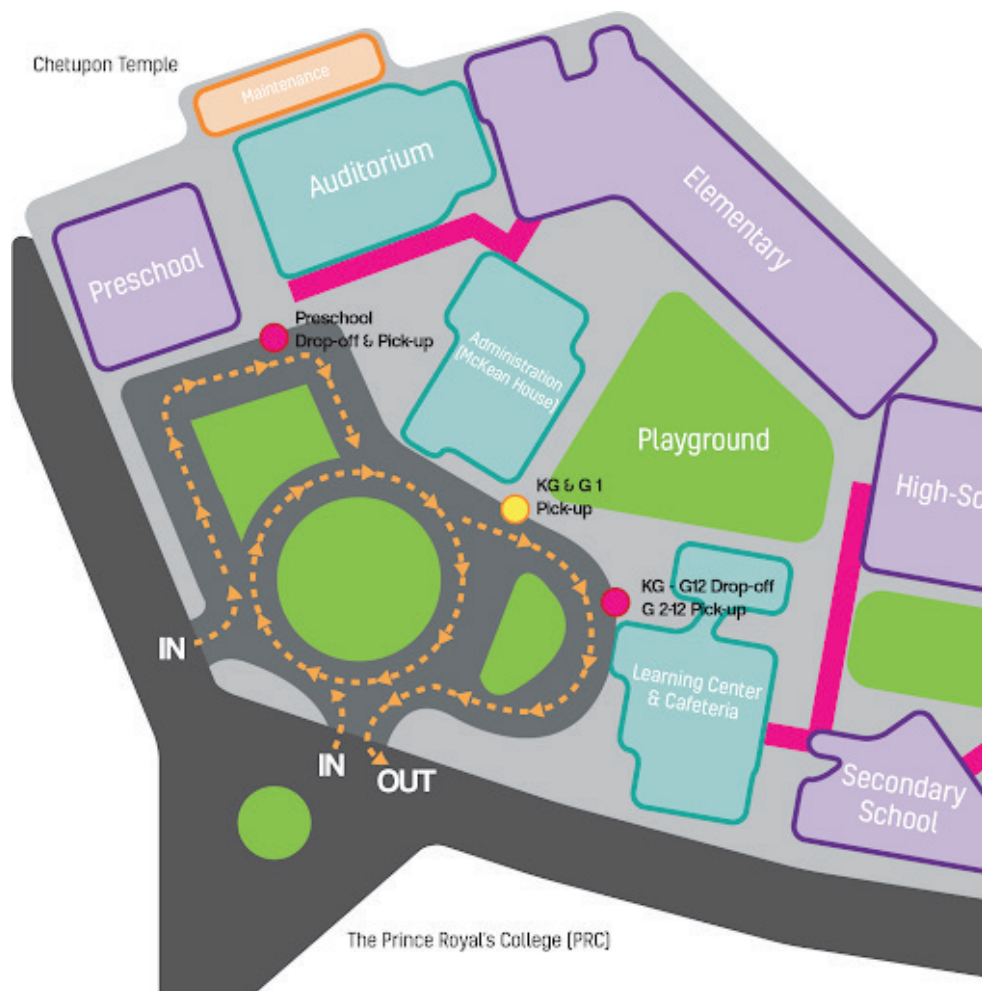 Chetupon Temple
Maintenance
Auditorium
Elementary
Preschool
Preschool
Drop-off & Pick-up
Administration
(McKean House)
Playground
KG & G 1
Pick-up
High-Sc
KG - G12 Drop-off
G 2-12 Pick-up
IN
Learning Center
& Cafeteria
IN
OUT
Secondary
School
The Prince Royal's College (PRC)